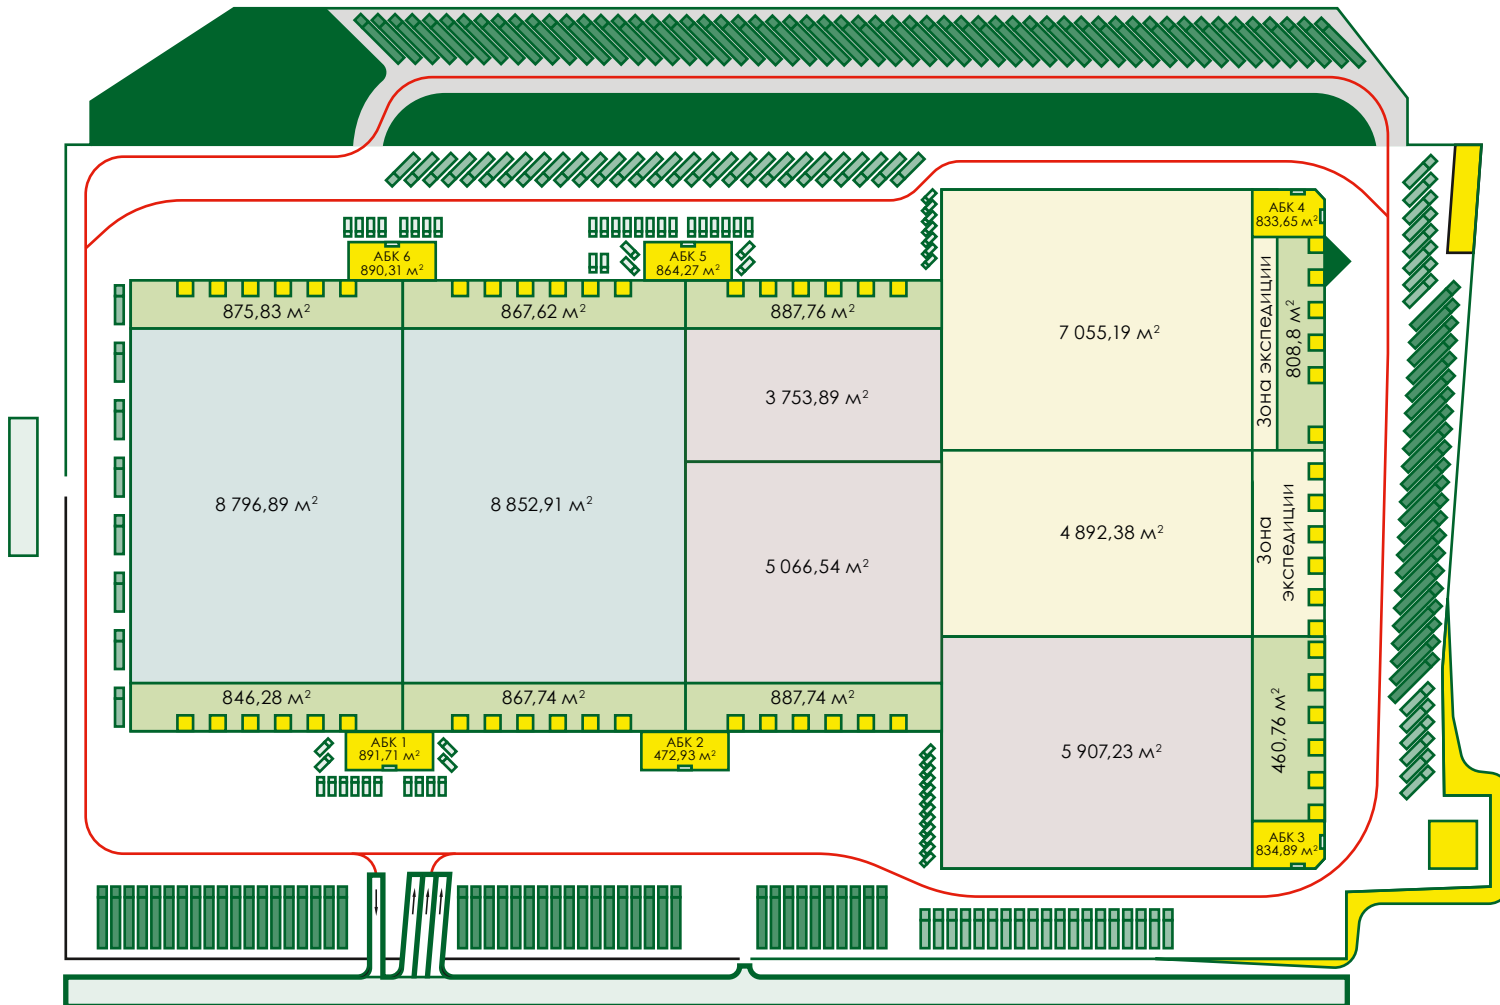 АБК 4
833,65 м²
АБК 6
890,31 м²
АБК 5
864,27 м²
875,83 м²
867,62 м²
887,76 м²
7 055,19 м²
Зона экспедиции
808,8 м²
3 753,89 м²
8 796,89 м²
8 852,91 м²
5 066,54 м²
4 892,38 м²
Зона
экспедиции
846,28 м²
867,74 м²
887,74 м²
5 907,23 м²
460,76 м²
АБК 1
891,71 м²
АБК 2
472,93 м²
АБК 3
834,89 м²